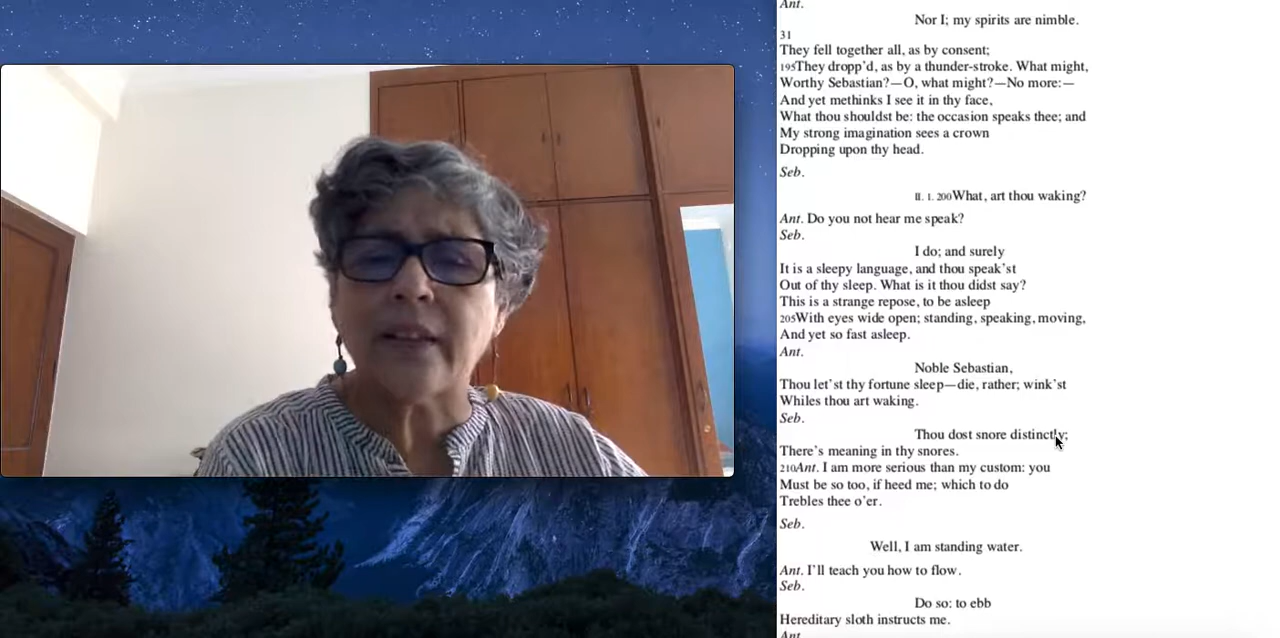 Ant.
Nor I; my spirits are nimble.
31
They fell together all, as by consent;
195They dropp’d, as by a thunder-stroke. What might,
Worthy Sebastian?—O, what might?—No more:—
And yet methinks I see it in thy face,
What thou shouldst be: the occasion speaks thee; and
My strong imagination sees a crown
Dropping upon thy head.
Seb.
II. 1. 200What, art thou waking?
Ant. Do you not hear me speak?
Seb.
I do; and surely
It is a sleepy language, and thou speak’st
Out of thy sleep. What is it thou didst say?
This is a strange repose, to be asleep
205With eyes wide open; standing, speaking, moving,
And yet so fast asleep.
Ant.
Noble Sebastian,
Thou let’st thy fortune sleep—die, rather; wink’st
Whiles thou art waking.
Seb.
Thou dost snore distinctly;
There’s meaning in thy snores.
210Ant. I am more serious than my custom: you
Must be so too, if heed me; which to do
Trebles thee o’er.
Seb.
Well, I am standing water.
Ant. I’ll teach you how to flow.
Seb.
Do so: to ebb
Hereditary sloth instructs me.
Ant.